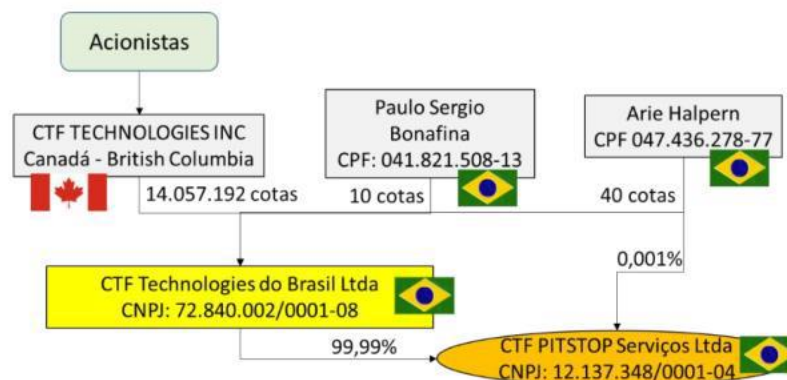 Acionistas
CTF TECHNOLOGIES INC
Canadá - British Columbia
Paulo Sergio
Bonafina
CPF: 041.821.508-13
Arie Halpern
CPF 047.436.278-77
14.057.192 cotas
10 cotas
40 cotas
0,001%
CTF Technologies do Brasil Ltda
CNPJ: 72.840.002/0001-08
99,99%
CTF PITSTOP Serviços Ltda
CNPJ: 12.137.348/0001-04